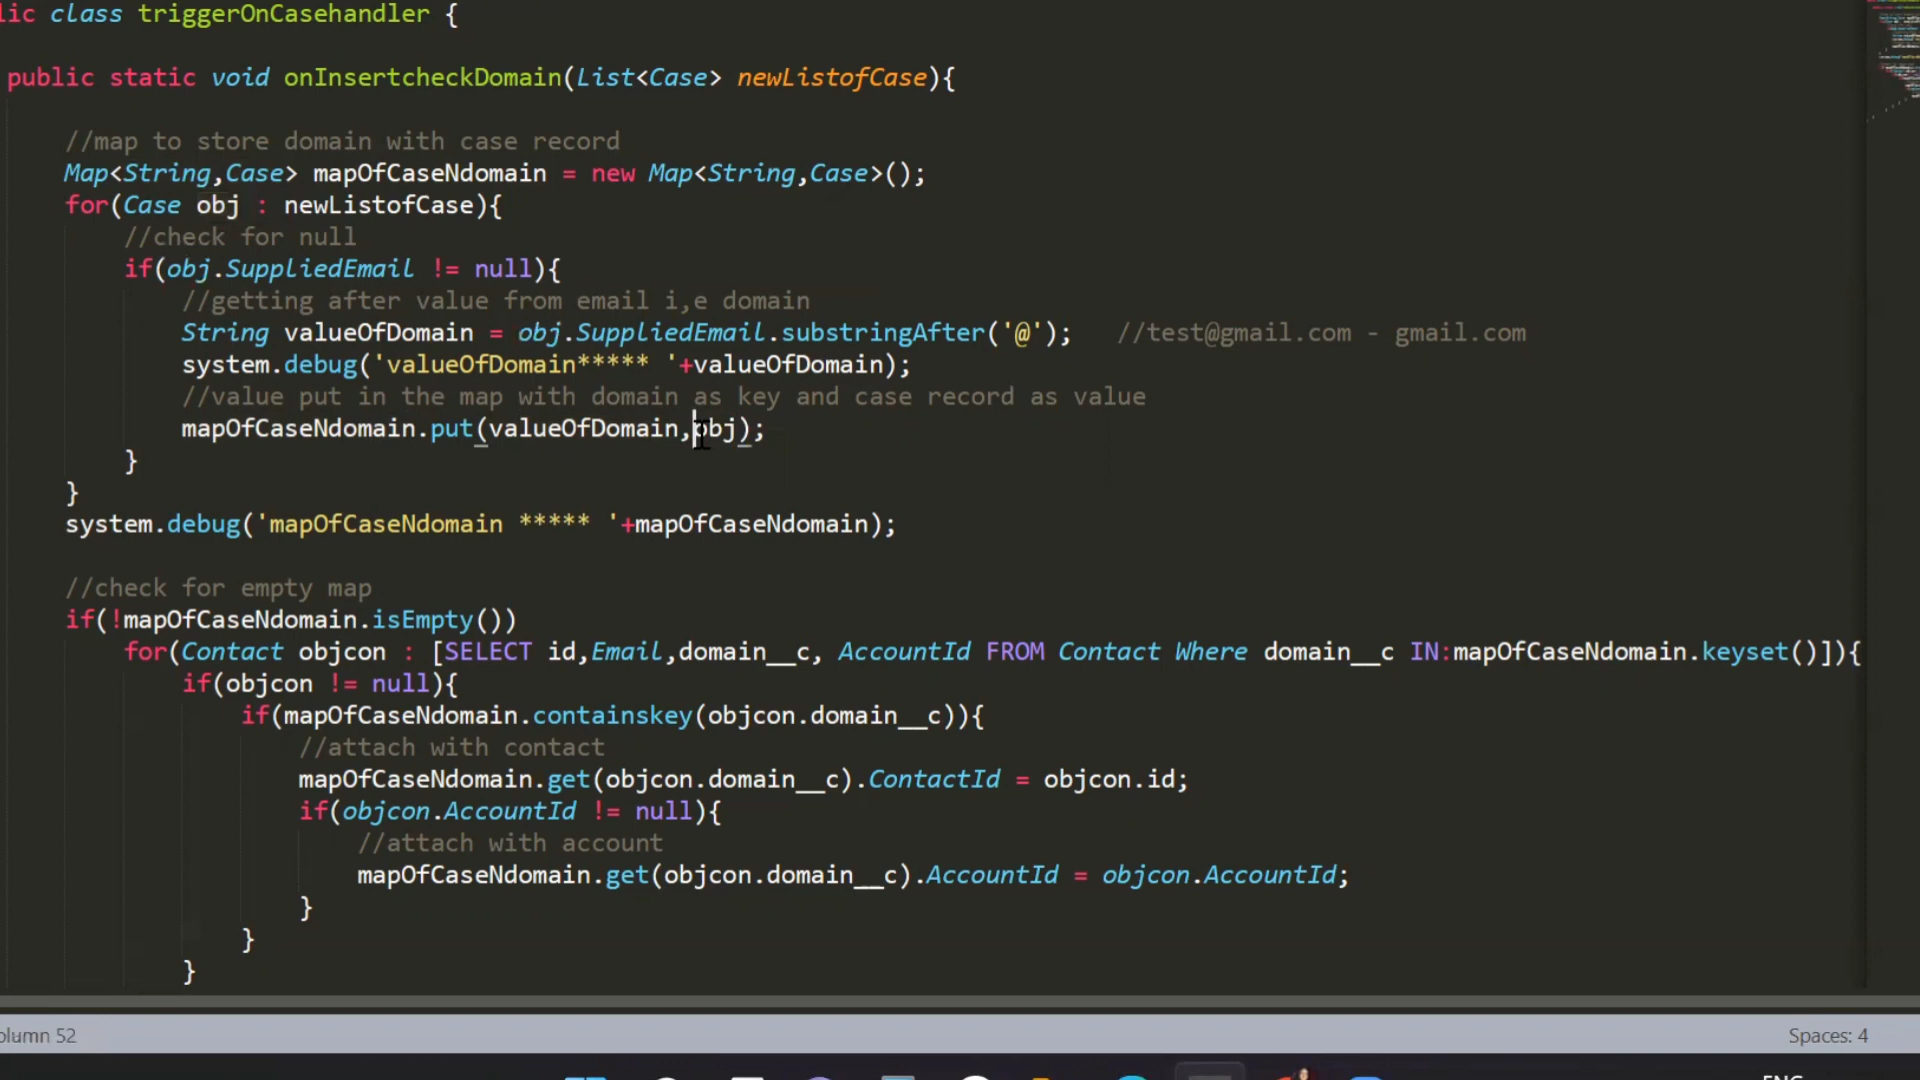 lic class triggerOnCasehandler {
public static void onInsertcheckDomain(List<Case> newListofCase){
//map to store domain with case record
Map<String,Case> mapOfCaseNdomain = new Map<String,Case>();
for(Case obj : newListofCase){
//check for null
if(obj.SuppliedEmail != null){
//getting after value from email i,e domain
String valueOfDomain = obj.SuppliedEmail.substringAfter('@'); //test@gmail.com - gmail.com
system.debug('valueOfDomain***** '+valueOfDomain);
//value put in the map with domain as key and case record as value
mapOfCaseNdomain.put(valueOfDomain,obj);
}
}
system.debug('mapOfCaseNdomain ***** '+mapOfCaseNdomain);
//check for empty map
if(!mapOfCaseNdomain.isEmpty())
for(Contact objcon : [SELECT id,Email,domain__c, AccountId FROM Contact Where domain__c IN:mapOfCaseNdomain.keyset()]){
if(objcon != null){
if(mapOfCaseNdomain.containskey(objcon.domain__c)){
//attach with contact
mapOfCaseNdomain.get(objcon.domain__c).ContactId = objcon.id;
if(objcon.AccountId != null){
//attach with account
mapOfCaseNdomain.get(objcon.domain__c).AccountId = objcon.AccountId;
}
}
}
olumn 52
Spaces: 4